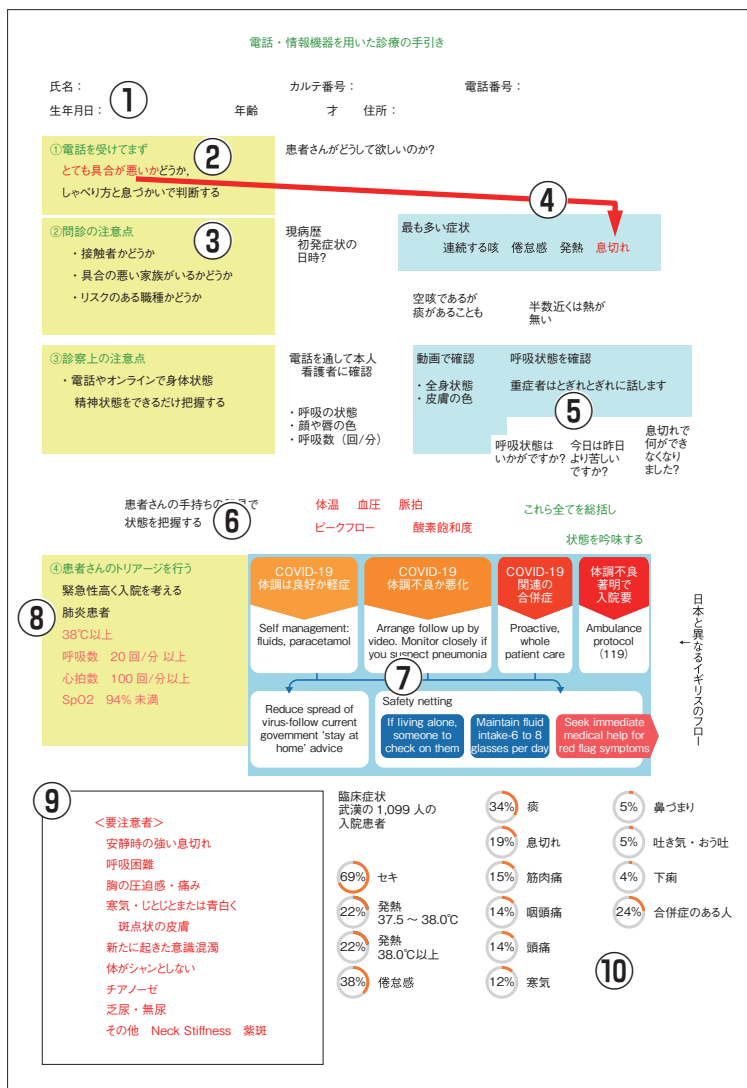 電話・情報機器を用いた診療の手引き
氏名： カルテ番号： 電話番号：
生年月日： 年齢 才 住所：
①
①電話を受けてまず
とても具合が悪いかどうか,
しゃべり方と息づかいで判断する
②
患者さんがどうして欲しいのか?
④
②問診の注意点
・接触者かどうか
・具合の悪い家族がいるかどうか
・リスクのある職種かどうか
③
現病歴
初発症状の
日時?
最も多い症状
連続する咳 倦怠感 発熱 息切れ
空咳であるが
痰があることも
半数近くは熱が
無い
③診察上の注意点
・電話やオンラインで身体状態
精神状態をできるだけ把握する
電話を通して本人
看護者に確認
・呼吸の状態
・顔や唇の色
・呼吸数（回/分）
動画で確認
・全身状態
・皮膚の色
呼吸状態を確認
重症者はとぎれとぎれに話します
⑤
呼吸状態は
いかがですか?
今日は昨日
より苦しい
ですか?
息切れで
何ができ
なくなり
ました?
患者さんの手持ちの で
状態を把握する
⑥
体温 血圧 脈拍
ピークフロー 酸素飽和度
これら全てを総括し
状態を吟味する
④患者さんのトリアージを行う
緊急性高く入院を考える
肺炎患者
38℃以上
呼吸数 20回/分 以上
心拍数 100回/分以上
SpO2 94%未満
⑧
COVID-19
体調は良好か軽症
Self management:
fluids, paracetamol
COVID-19
体調不良か悪化
Arrange follow up by
video. Monitor closely if
you suspect pneumonia
COVID-19
関連の
合併症
Proactive,
whole
patient care
体調不良
著明で
入院要
Ambulance
protocol
(119)
⑦
Reduce spread of
virus-follow current
government 'stay at
home' advice
Safety netting
If living alone,
someone to
check on them
Maintain fluid
intake-6 to 8
glasses per day
Seek immediate
medical help for
red flag symptoms
←日本と異なるイギリスのフロー
⑨
＜要注意者＞
安静時の強い息切れ
呼吸困難
胸の圧迫感・痛み
寒気・じとじとまたは青白く
斑点状の皮膚
新たに起きた意識混濁
体がシャンとしない
チアノーゼ
乏尿・無尿
その他 Neck Stiffness 紫斑
臨床症状
武漢の1,099人の
入院患者
69% セキ
22% 発熱
37.5～38.0℃
22% 発熱
38.0℃以上
38% 倦怠感
34% 痰
19% 息切れ
15% 筋肉痛
14% 咽頭痛
14% 頭痛
12% 寒気
5% 鼻づまり
5% 吐き気・おう吐
4% 下痢
24% 合併症のある人
⑩